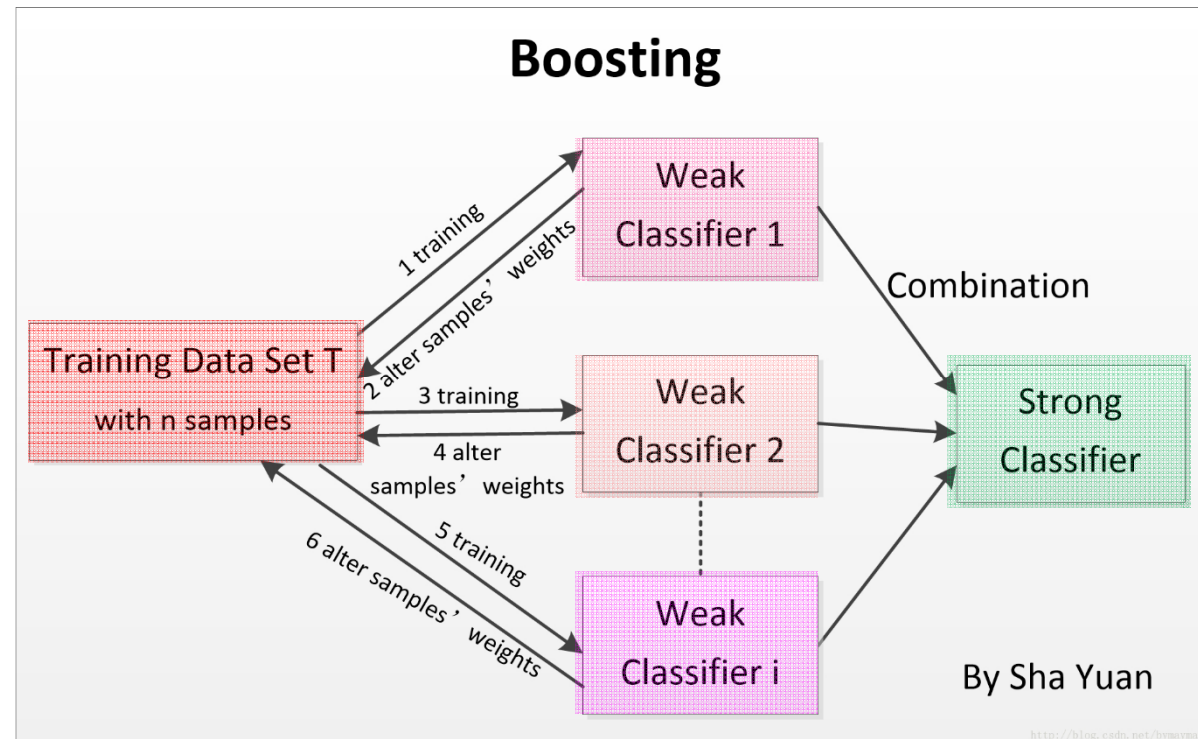 Boosting
Weak
Classifier 1
1 training
2 alter samples’ weights
Combination
Training Data Set T
with n samples
3 training
4 alter
samples’ weights
Weak
Classifier 2
Strong
Classifier
5 training
6 alter samples’ weights
Weak
Classifier i
By Sha Yuan